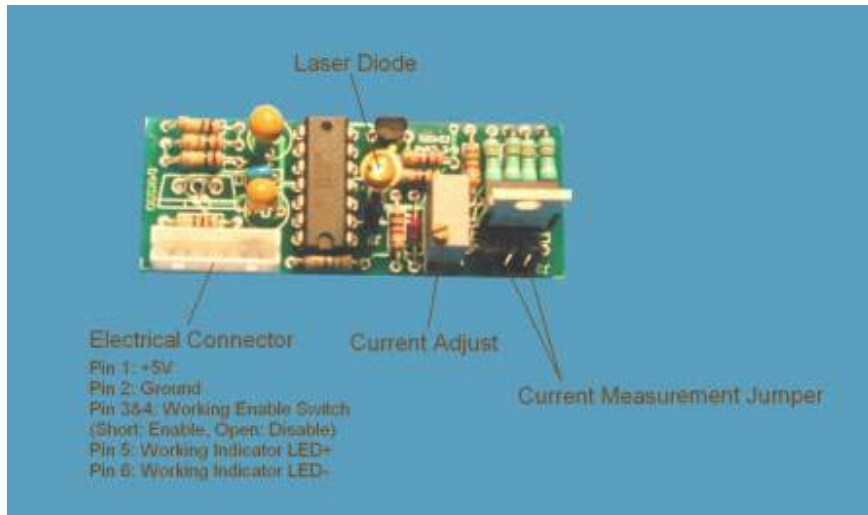 Laser Diode
Electrical Connector
Pin 1: +5V
Pin 2: Ground
Pin 3&4: Working Enable Switch
(Short: Enable, Open: Disable)
Pin 5: Working Indicator LED+
Pin 6: Working Indicator LED-
Current Adjust
Current Measurement Jumper